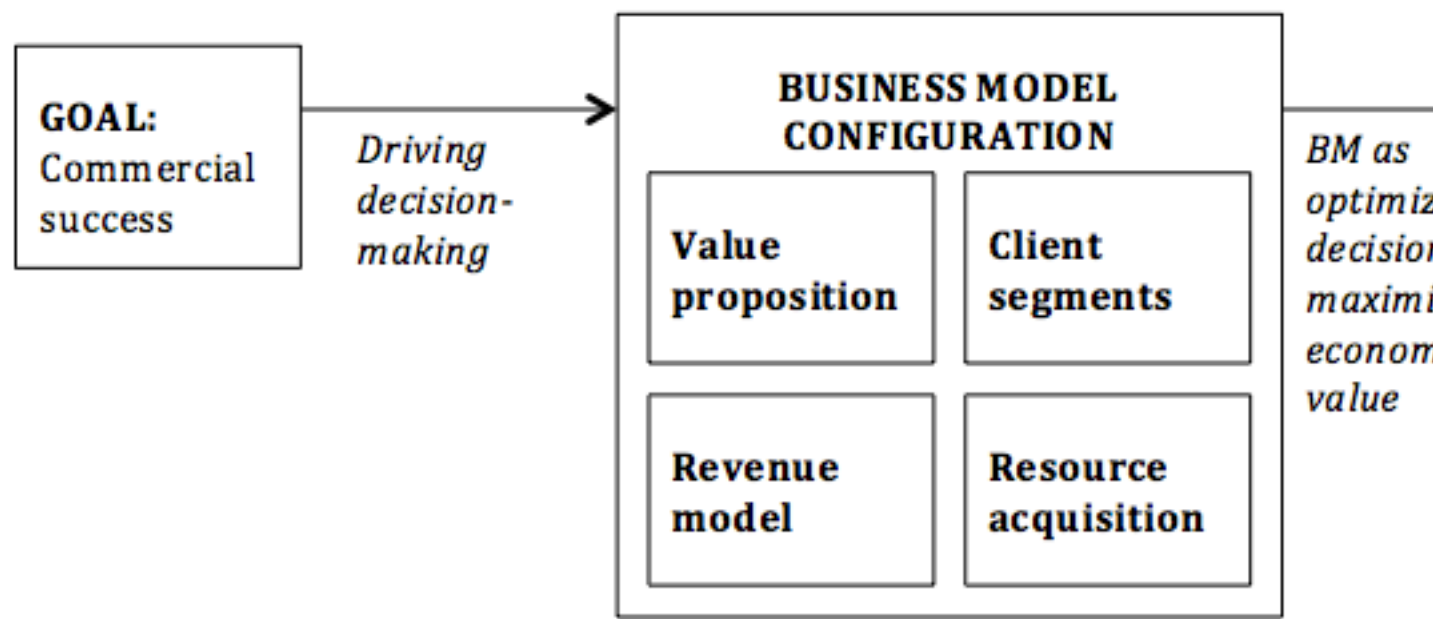 GOAL:
Commercial
success
Driving
decision-
making
BUSINESS MODEL
CONFIGURATION
Value
proposition
Client
segments
Revenue
model
Resource
acquisition
BM as
value